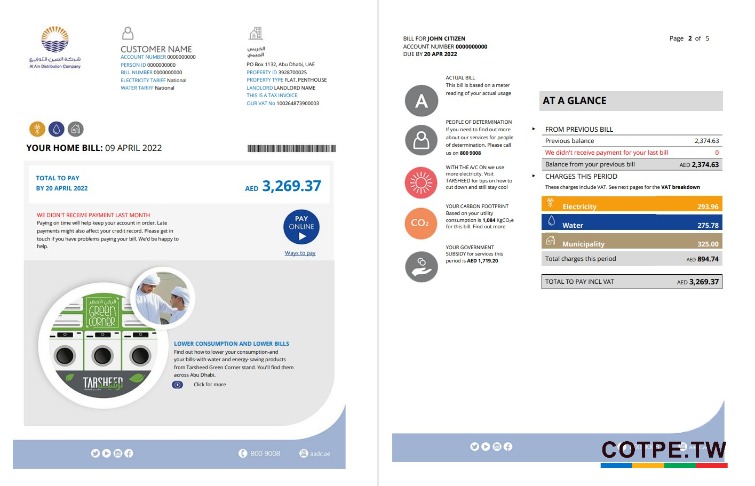 شركة العين للتوزيع
Al Ain Distribution Company
CUSTOMER NAME
ACCOUNT NUMBER 0000000000
PERSON ID 0000000000
BILL NUMBER 0000000000
ELECTRICITY TARIFF National
WATER TARIFF National
PO Box 1132, Abu Dhabi, UAE
PROPERTY ID 3928700025
PROPERTY TYPE FLAT, PENTHOUSE
LANDLORD LANDLORD NAME
THIS IS A TAX INVOICE
OUR VAT No 100264873900003
YOUR HOME BILL: 09 APRIL 2022
TOTAL TO PAY
BY 20 APRIL 2022
AED 3,269.37
WE DIDN'T RECEIVE PAYMENT LAST MONTH
Paying on time will help keep your account in order. Late
payments might also affect your credit record. Please get in
touch if you have problems paying your bill. We'd be happy to
help.
PAY
ONLINE
Ways to pay
GREEN
CORNER
TARSHEED
LOWER CONSUMPTION AND LOWER BILLS
Find out how to lower your consumption-and
your bills-with water and energy-saving products
from Tarsheed Green Corner stand. You'll find them
across Abu Dhabi.
Click for more
800 9008
aadc.ae
BILL FOR JOHN CITIZEN
ACCOUNT NUMBER 0000000000
DUE BY 20 APR 2022
Page 2 of 5
A
ACTUAL BILL
This bill is based on a meter
reading of your actual usage
PEOPLE OF DETERMINATION
If you need to find out more
about our services for people
of determination. Please call
us on 800 9008
WITH THE A/C ON we use
more electricity. Visit
TARSHEED for tips on how to
cut down and still stay cool
CO₂
YOUR CARBON FOOTPRINT
Based on your utility
consumption is 1,084 KgCO₂e
for this bill. Find out more
YOUR GOVERNMENT
SUBSIDY for services this
period is AED 1,719.20
AT A GLANCE
FROM PREVIOUS BILL
Previous balance 2,374.63
We didn't receive payment for your last bill 0
Balance from your previous bill AED 2,374.63
CHARGES THIS PERIOD
These charges include VAT. See next pages for the VAT breakdown
Electricity 293.96
Water 275.78
Municipality 325.00
Total charges this period AED 894.74
TOTAL TO PAY INCL VAT AED 3,269.37
COTPE.TW